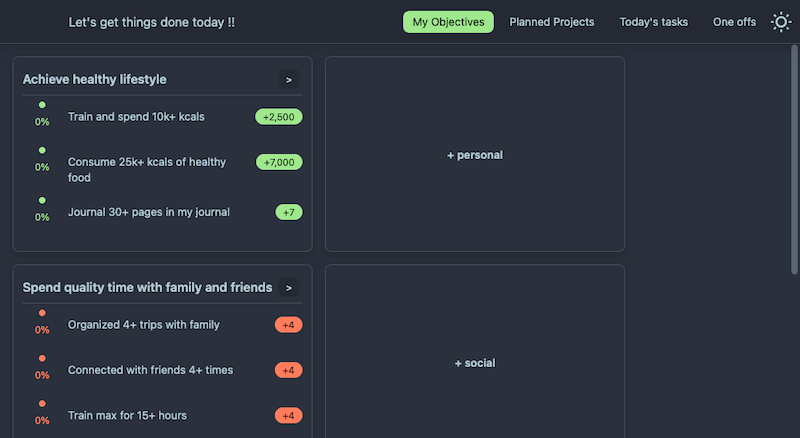 Let's get things done today !!
My Objectives
Planned Projects
Today's tasks
One offs
Achieve healthy lifestyle
>
0%
Train and spend 10k+ kcals
+2,500
0%
Consume 25k+ kcals of healthy
food
+7,000
0%
Journal 30+ pages in my journal
+7
+ personal
Spend quality time with family and friends
>
0%
Organized 4+ trips with family
+4
0%
Connected with friends 4+ times
+4
0%
Train max for 15+ hours
+4
+ social